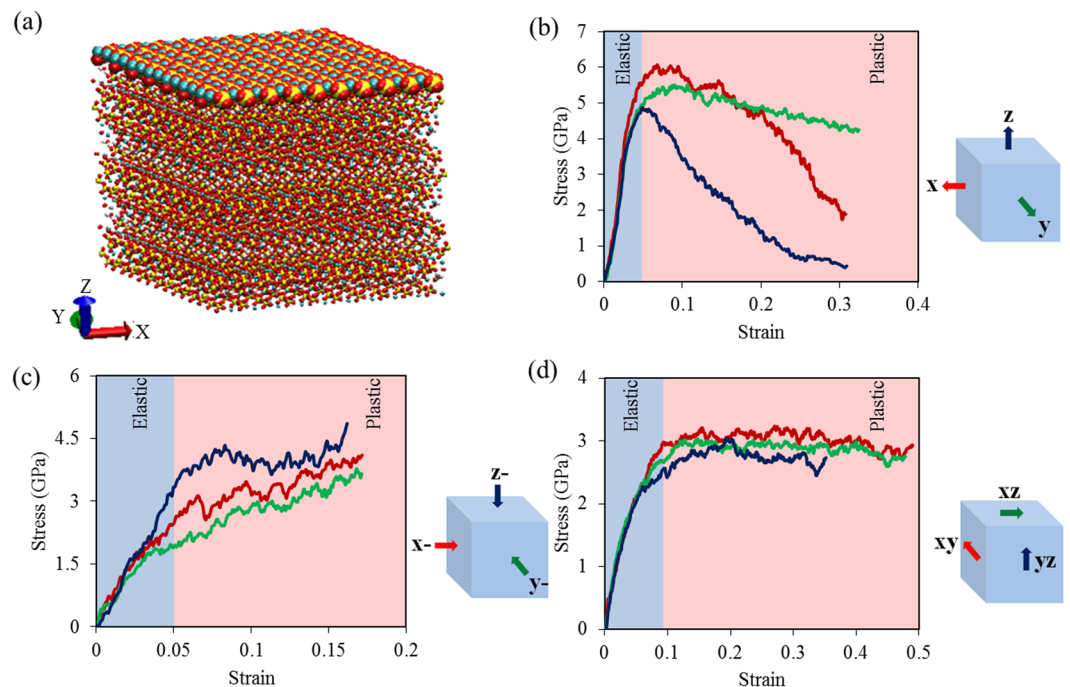 (a)
Z
Y
X
(b)
7
6
5
4
3
2
1
0
Stress (GPa)
Elastic
Plastic
0
0.1
0.2
0.3
0.4
Strain
z
x
y
(c)
6
4.5
3
1.5
0
Stress (GPa)
Elastic
Plastic
0
0.05
0.1
0.15
0.2
Strain
z-
x-
y-
(d)
4
3
2
1
0
Stress (GPa)
Elastic
Plastic
0
0.1
0.2
0.3
0.4
0.5
Strain
xz
xy
yz